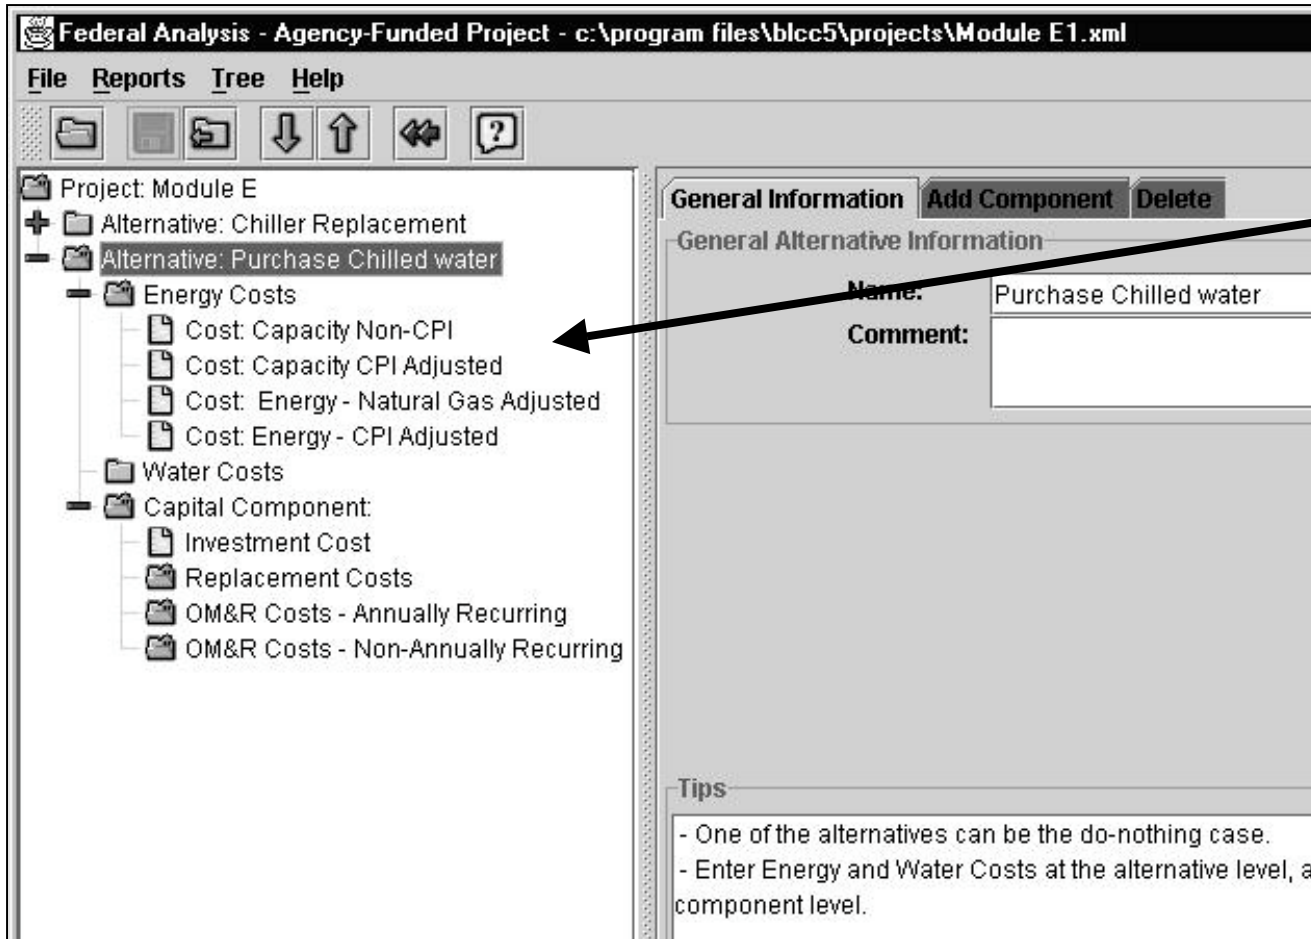 Federal Analysis - Agency-Funded Project - c:\program files\blcc5\projects\Module E1.xml
File Reports Tree Help
?
Project: Module E
Alternative: Chiller Replacement
Alternative: Purchase Chilled water
Energy Costs
Cost: Capacity Non-CPI
Cost: Capacity CPI Adjusted
Cost: Energy - Natural Gas Adjusted
Cost: Energy - CPI Adjusted
Water Costs
Capital Component:
Investment Cost
Replacement Costs
OM&R Costs - Annually Recurring
OM&R Costs - Non-Annually Recurring
General Information Add Component Delete
General Alternative Information
Name: Purchase Chilled water
Comment:
Tips
- One of the alternatives can be the do-nothing case.
- Enter Energy and Water Costs at the alternative level, a
component level.